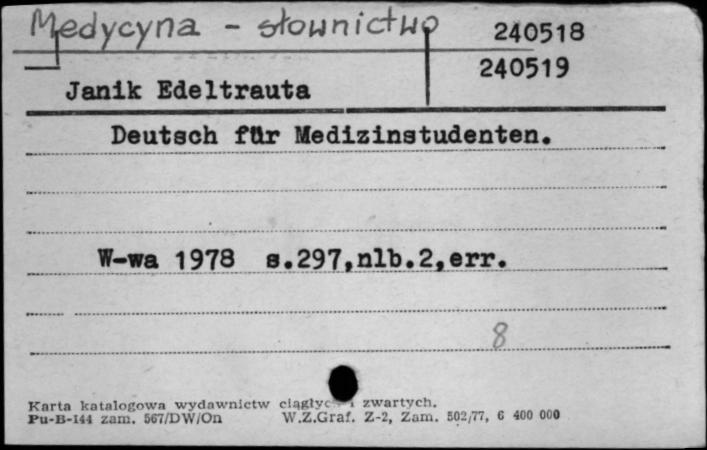 Medycyna - słownictwo 240518
240519
Janik Edeltrauta
Deutsch für Medizinstudenten.
W-wa 1978 s.297,nlb.2,err.
8
Karta katalogowa wydawnictw zwartych.
Pu-B-144 zam. 567/DW/On W.Z.Graf. Z-2, Zam. 502/77, 6 400 000